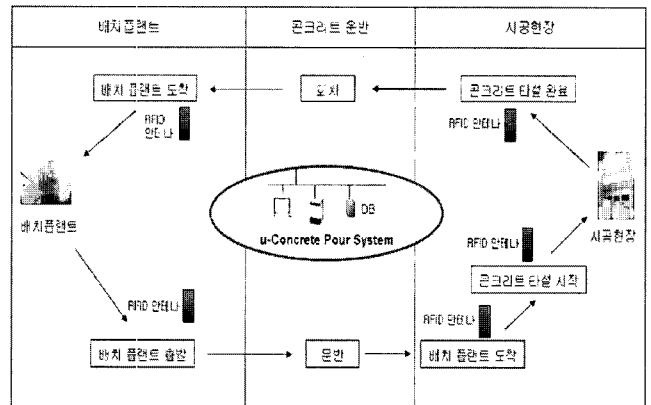 배치플랜트
콘크리트 운반
시공현장
배치 플랜트 도착
회차
콘크리트 타설 완료
RFID
안테나
RFID 안테나
배치플랜트
DB
u-Concrete Pour System
시공현장
RFID 안테나
콘크리트 타설 시작
RFID 안테나
RFID 안테나
배치 플랜트 출발
운반
배치 플랜트 도착